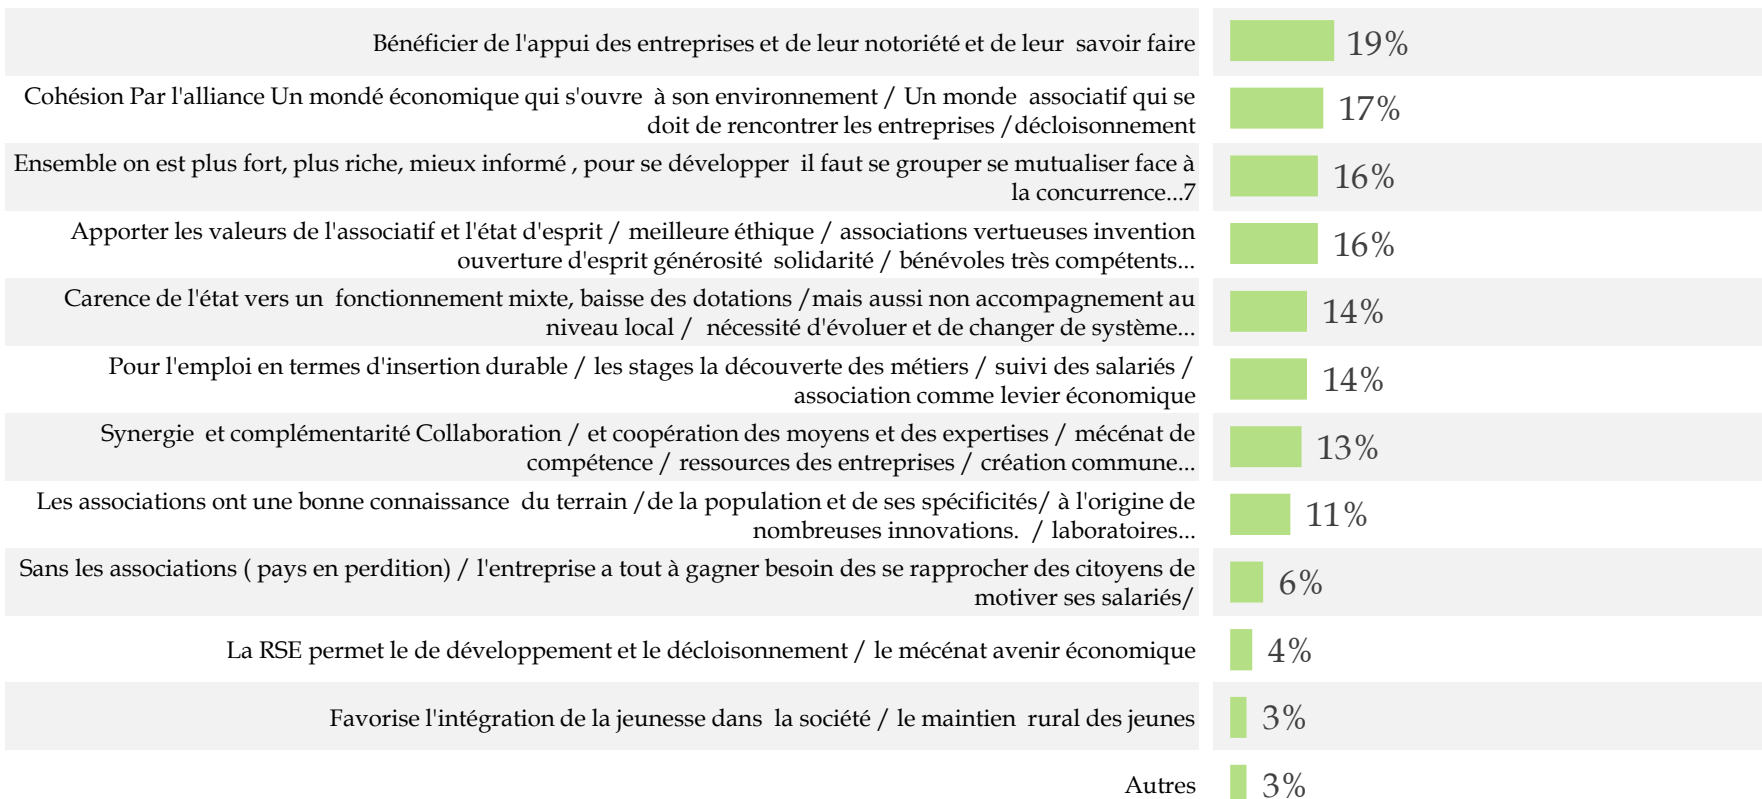 Bénéficier de l'appui des entreprises et de leur notoriété et de leur savoir faire
19%
Cohésion Par l'alliance Un mondé économique qui s'ouvre à son environnement / Un monde associatif qui se
doit de rencontrer les entreprises /décloisonnement
17%
Ensemble on est plus fort, plus riche, mieux informé , pour se développer il faut se grouper se mutualiser face à
la concurrence...7
16%
Apporter les valeurs de l'associatif et l'état d'esprit / meilleure éthique / associations vertueuses invention
ouverture d'esprit générosité solidarité / bénévoles très compétents...
16%
Carence de l'état vers un fonctionnement mixte, baisse des dotations /mais aussi non accompagnement au
niveau local / nécessité d'évoluer et de changer de système...
14%
Pour l'emploi en termes d'insertion durable / les stages la découverte des métiers / suivi des salariés /
association comme levier économique
14%
Synergie et complémentarité Collaboration / et coopération des moyens et des expertises / mécénat de
compétence / ressources des entreprises / création commune...
13%
Les associations ont une bonne connaissance du terrain /de la population et de ses spécificités/ à l'origine de
nombreuses innovations. / laboratoires...
11%
Sans les associations ( pays en perdition) / l'entreprise a tout à gagner besoin des se rapprocher des citoyens de
motiver ses salariés/
6%
La RSE permet le de développement et le décloisonnement / le mécénat avenir économique
4%
Favorise l'intégration de la jeunesse dans la société / le maintien rural des jeunes
3%
Autres
3%